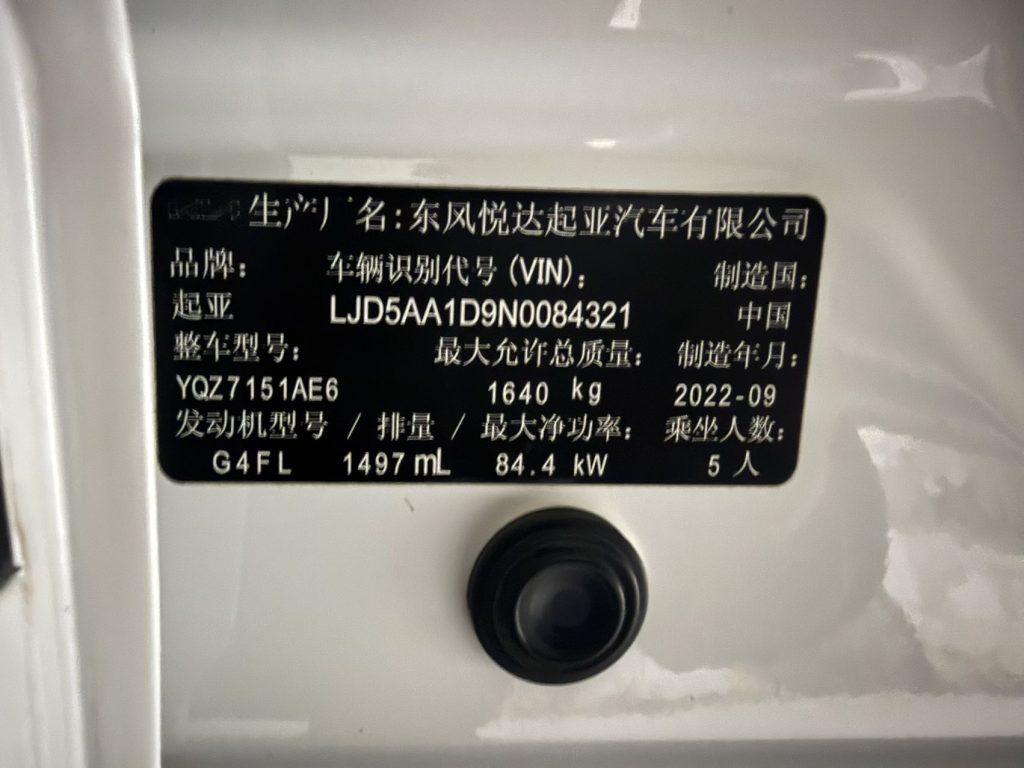 KIA 生产厂名:东风悦达起亚汽车有限公司
品牌: 车辆识别代号(VIN): 制造国:
起亚 LJD5AA1D9N0084321 中国
整车型号: 最大允许总质量: 制造年月:
YQZ7151AE6 1640 kg 2022-09
发动机型号 / 排量 / 最大净功率: 乘坐人数:
G4FL 1497 mL 84.4 kW 5 人